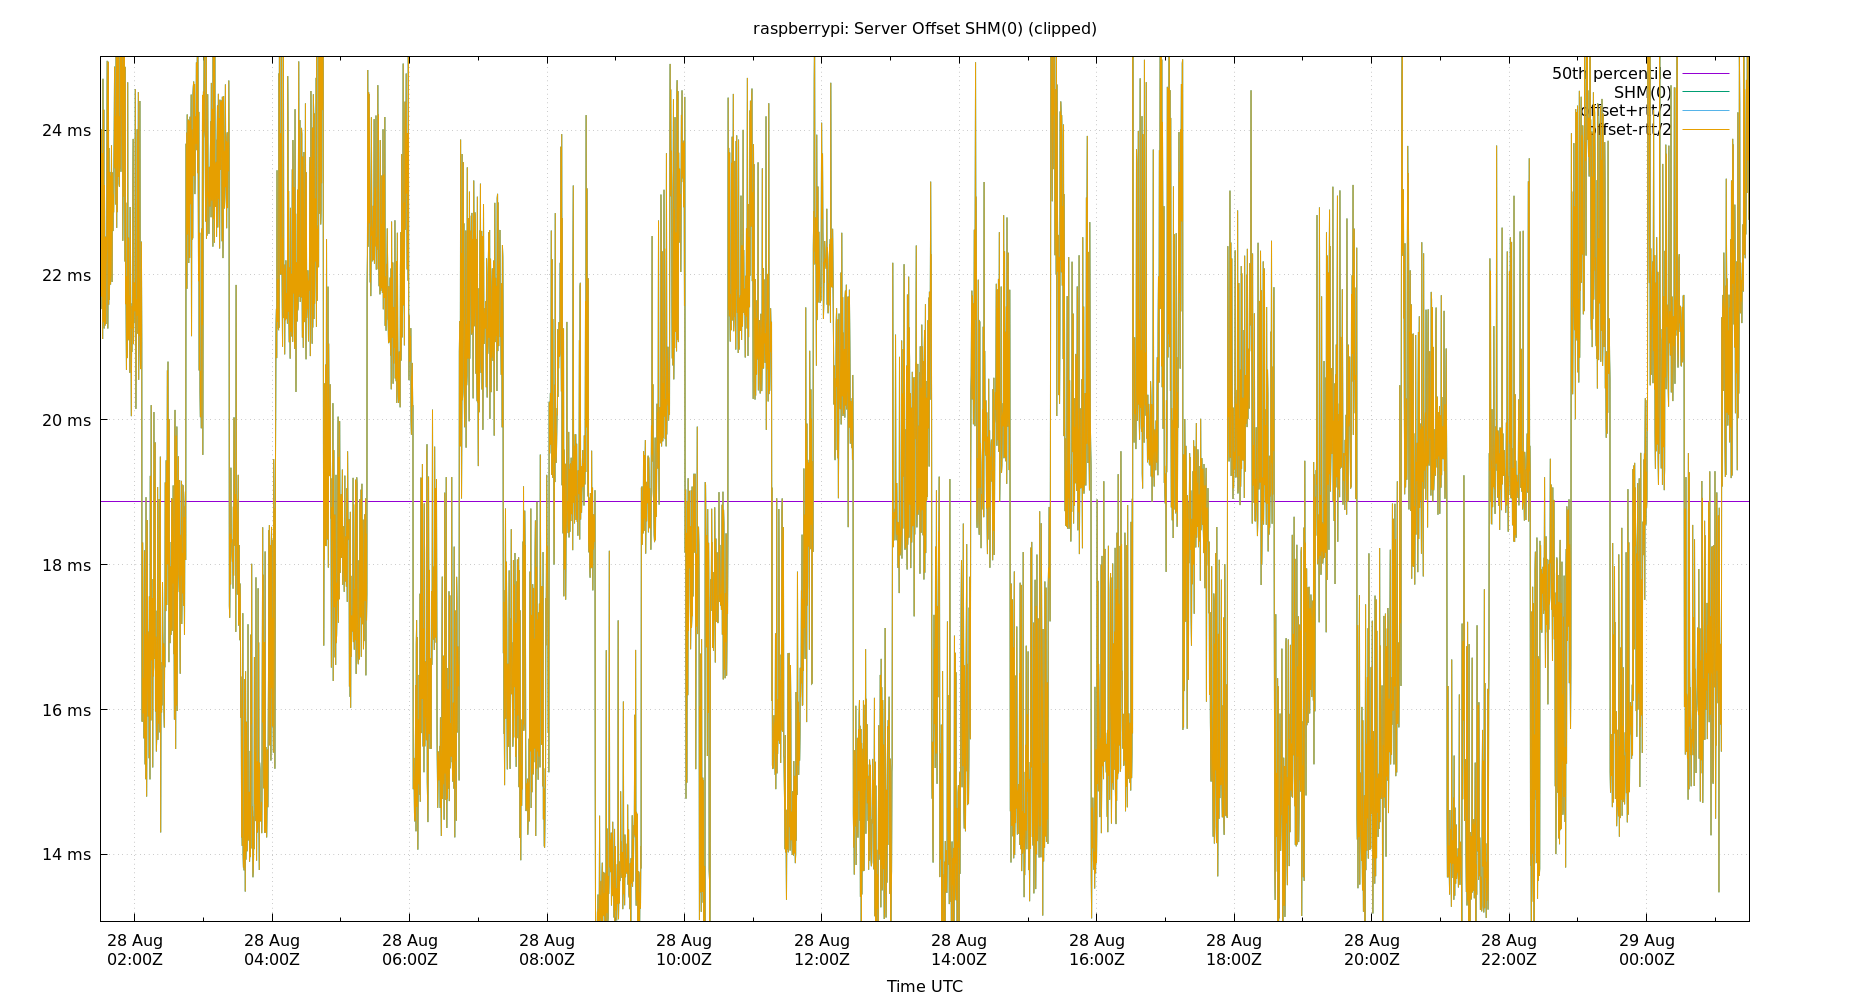 raspberrypi: Server Offset SHM(0) (clipped)
50th percentile
SHM(0)
offset+rtt/2
offset-rtt/2
24 ms
22 ms
20 ms
18 ms
16 ms
14 ms
28 Aug 28 Aug 28 Aug 28 Aug 28 Aug 28 Aug 28 Aug 28 Aug 28 Aug 28 Aug 28 Aug 29 Aug
02:00Z 04:00Z 06:00Z 08:00Z 10:00Z 12:00Z 14:00Z 16:00Z 18:00Z 20:00Z 22:00Z 00:00Z
Time UTC